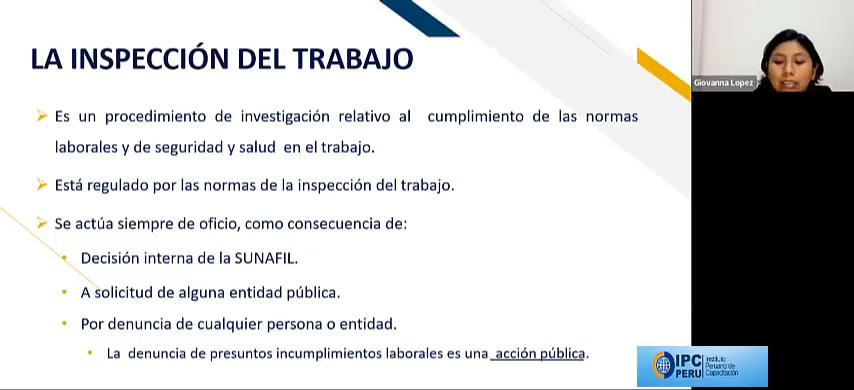 LA INSPECCIÓN DEL TRABAJO
Giovanna Lopez
Es un procedimiento de investigación relativo al cumplimiento de las normas
laborales y de seguridad y salud en el trabajo.
Está regulado por las normas de la inspección del trabajo.
Se actúa siempre de oficio, como consecuencia de:
Decisión interna de la SUNAFIL.
A solicitud de alguna entidad pública.
Por denuncia de cualquier persona o entidad.
La denuncia de presuntos incumplimientos laborales es una acción pública.
IPC
PERU
Instituto
Peruano de
Capacitación